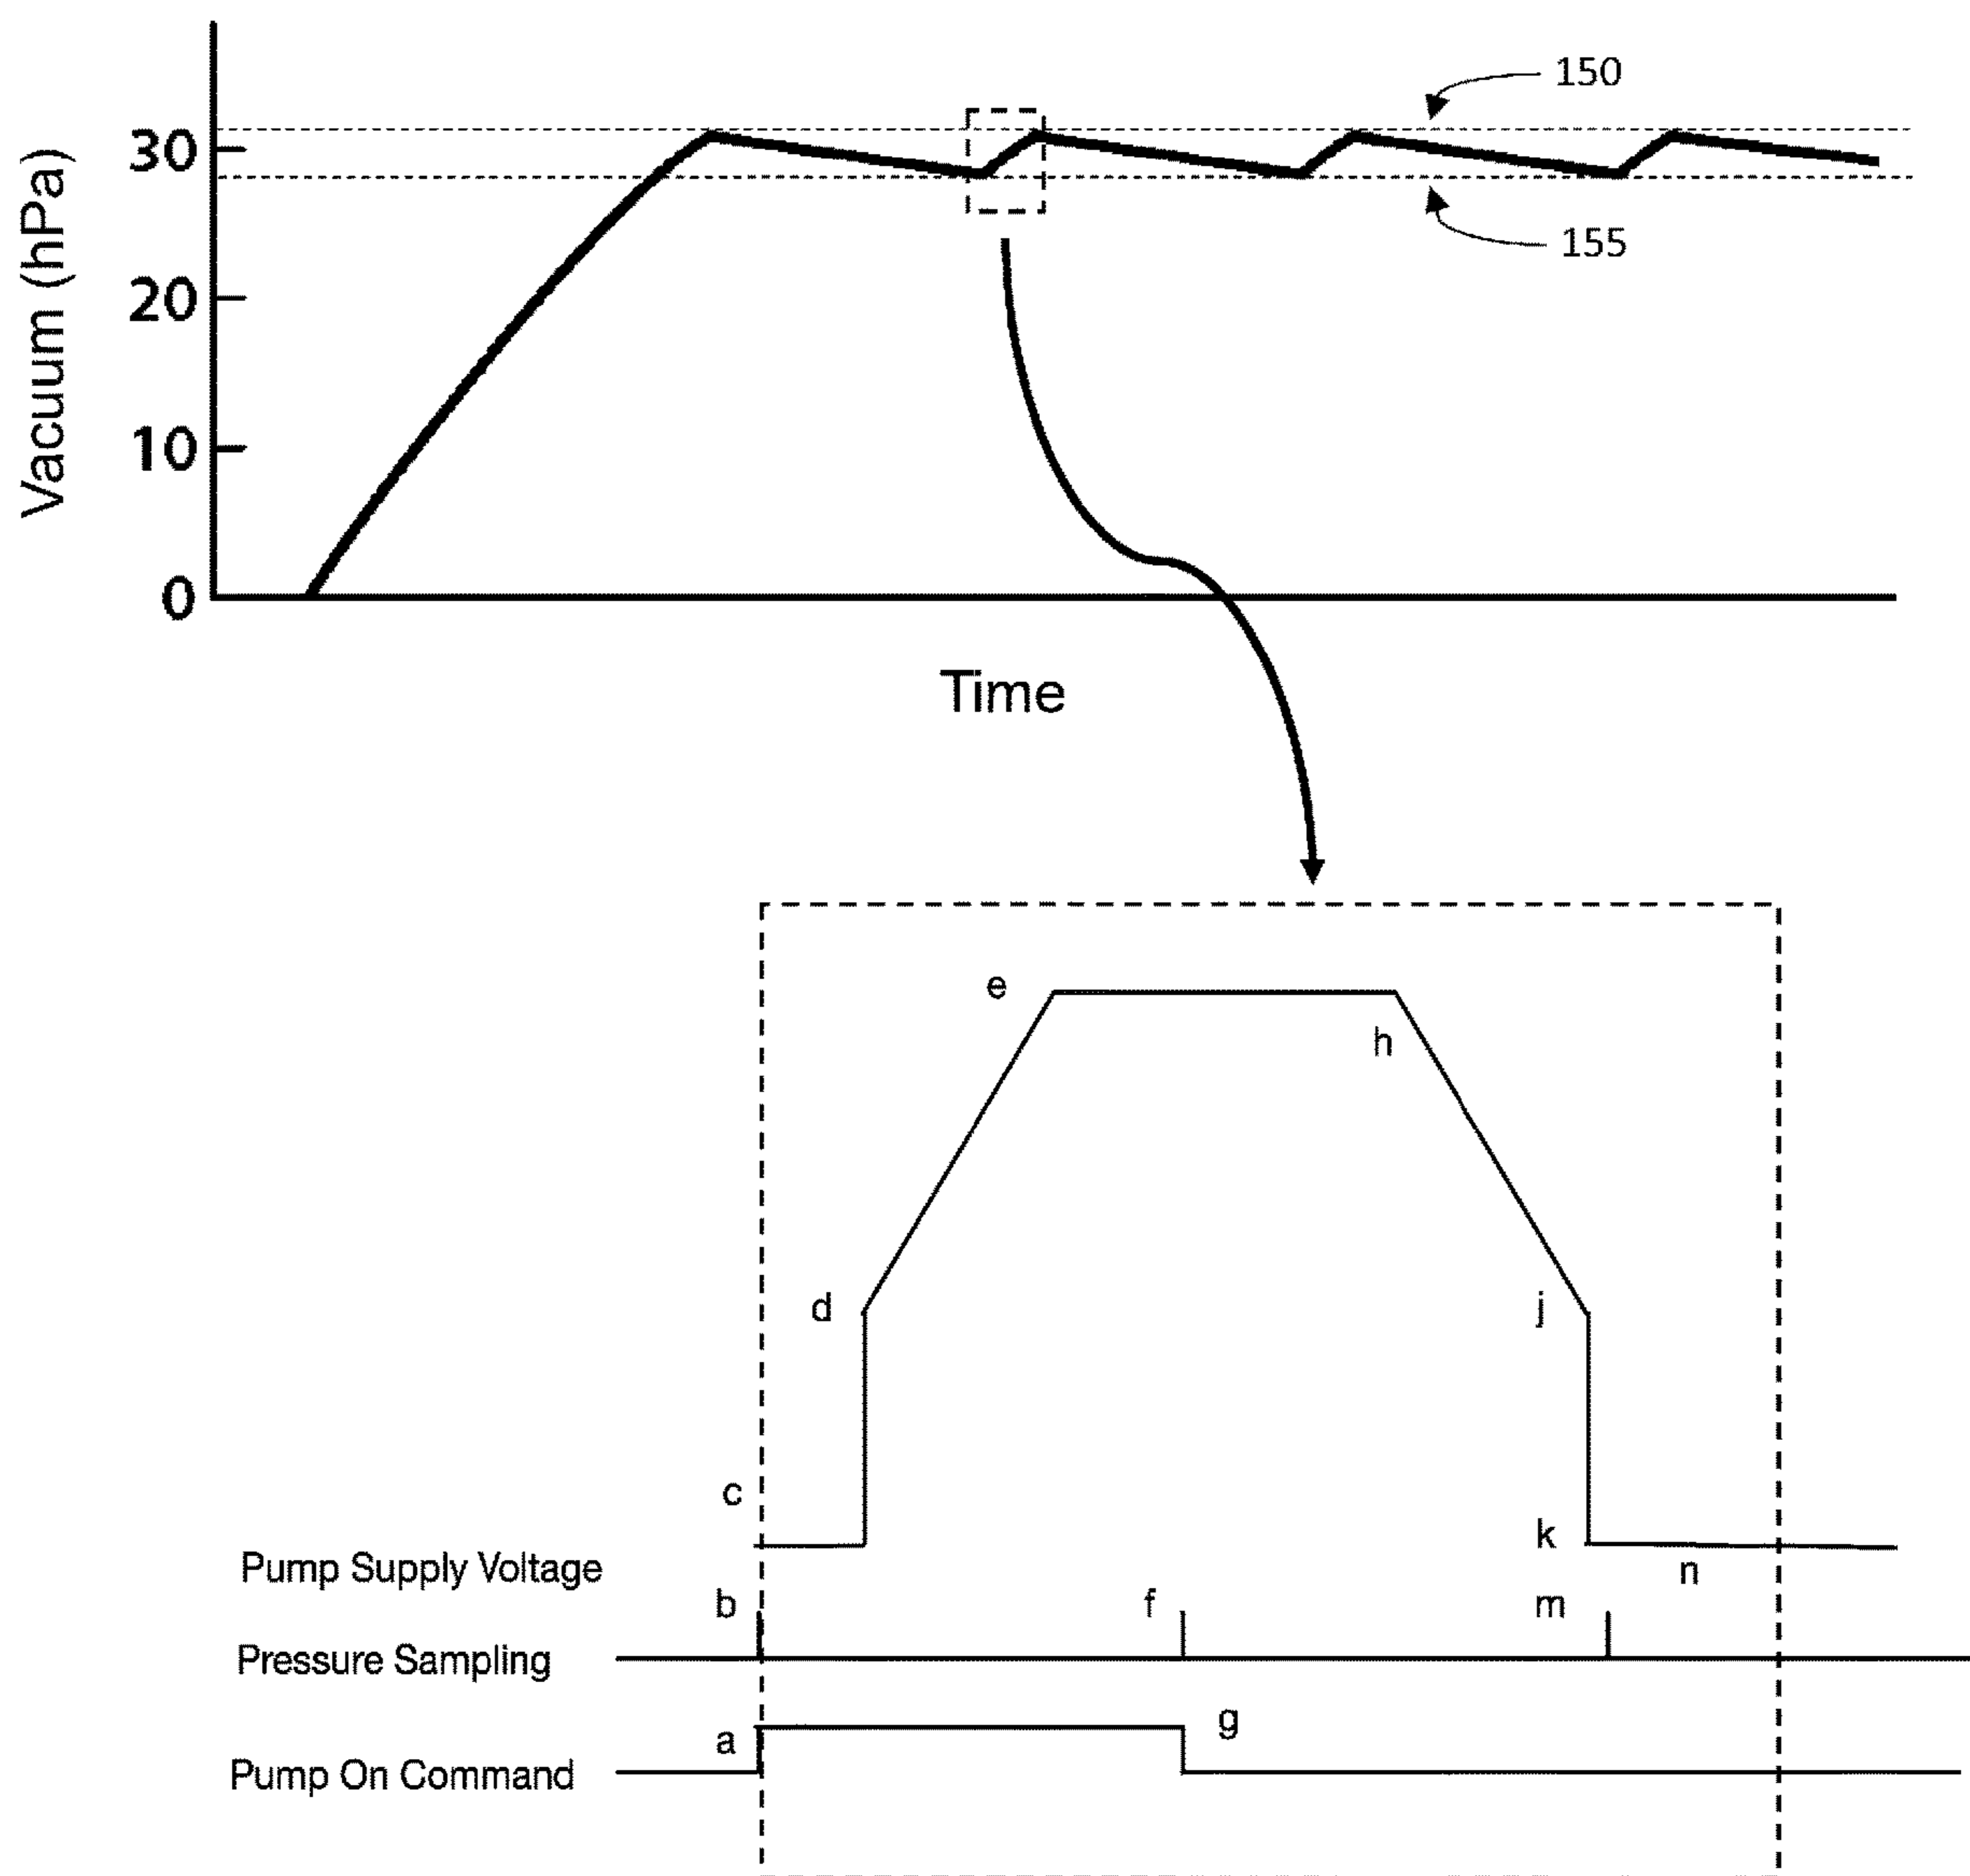 150
30
155
20
10
0
Vacuum (hPa)
Time
e
h
d
j
c
k
Pump Supply Voltage
n
b
f
m
Pressure Sampling
g
a
Pump On Command